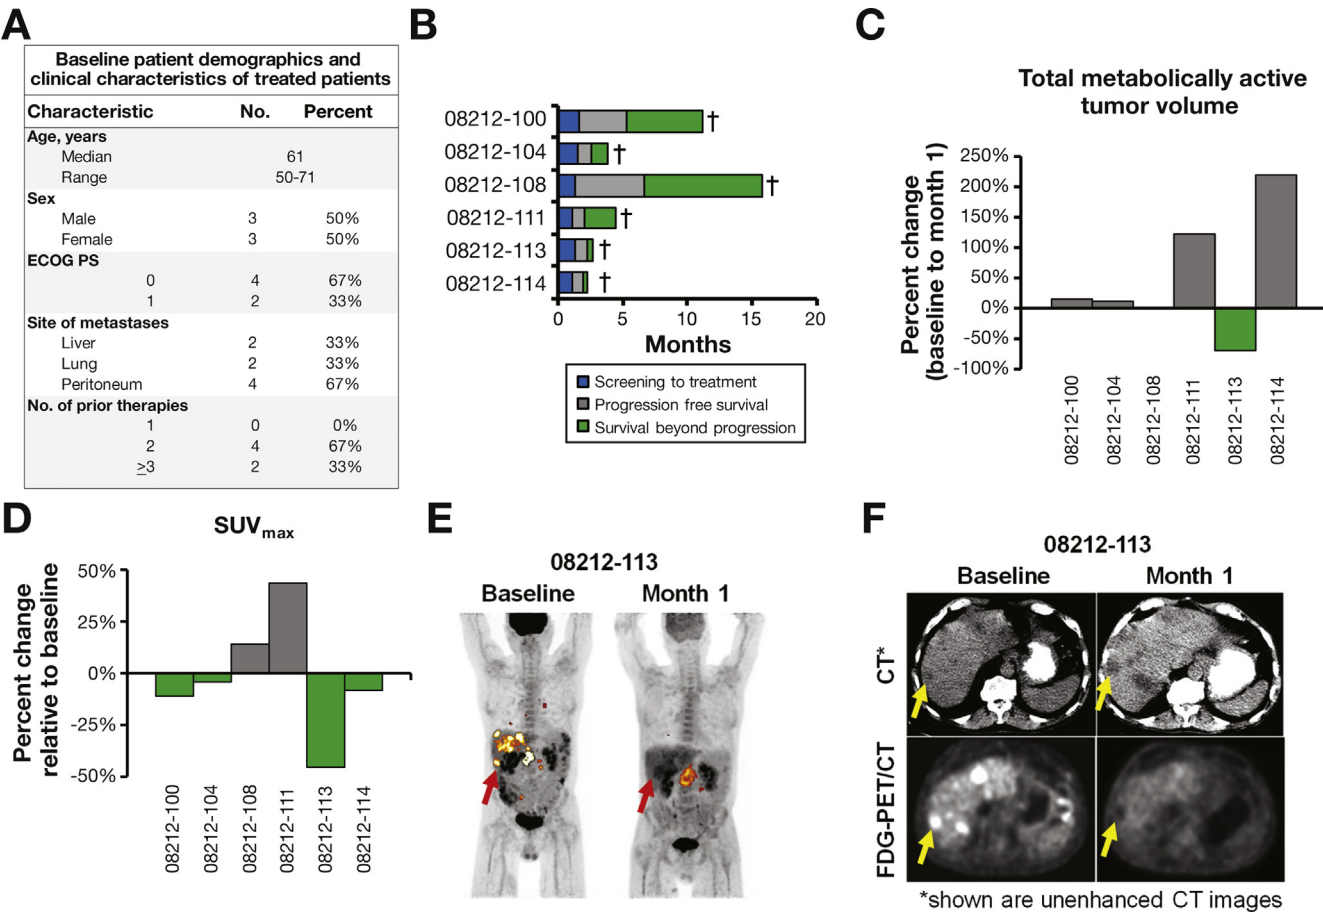 A
Baseline patient demographics and
clinical characteristics of treated patients
Characteristic No. Percent
Age, years
Median 61
Range 50-71
Sex
Male 3 50%
Female 3 50%
ECOG PS
0 4 67%
1 2 33%
Site of metastases
Liver 2 33%
Lung 2 33%
Peritoneum 4 67%
No. of prior therapies
1 0 0%
2 4 67%
≥3 2 33%
B
08212-100 †
08212-104 †
08212-108 †
08212-111 †
08212-113 †
08212-114 †
0 5 10 15 20
Months
Screening to treatment
Progression free survival
Survival beyond progression
C
Total metabolically active
tumor volume
Percent change
(baseline to month 1)
250%
200%
150%
100%
50%
0%
-50%
-100%
08212-100
08212-104
08212-108
08212-111
08212-113
08212-114
D
SUVmax
Percent change
relative to baseline
50%
25%
0%
-25%
-50%
08212-100
08212-104
08212-108
08212-111
08212-113
08212-114
E
08212-113
Baseline Month 1
F
08212-113
Baseline Month 1
CT*
FDG-PET/CT
*shown are unenhanced CT images